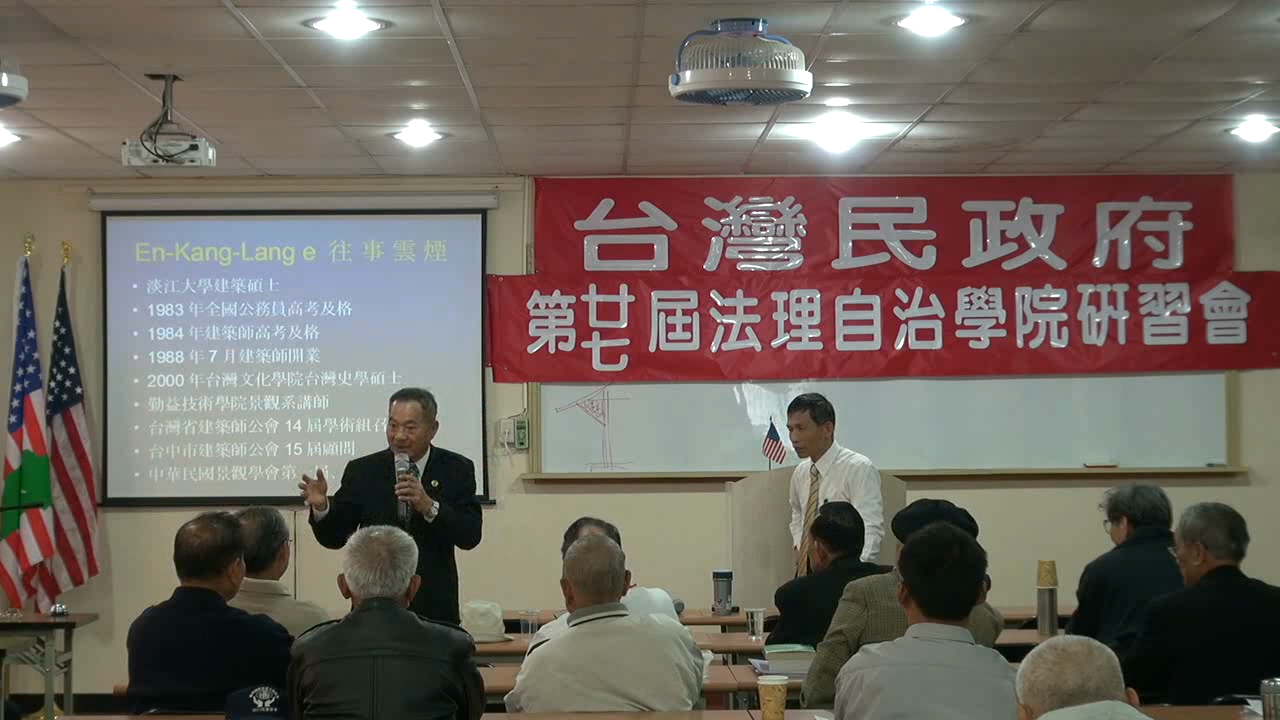 En-Kang-Lang e 往事雲煙
• 淡江大學建築碩士
• 1983 年全國公務員高考及格
• 1984 年建築師高考及格
• 1988 年 7 月建築師開業
• 2000 年台灣文化學院台灣史學碩士
• 勤益技術學院景觀系講師
• 台灣省建築師公會 14 屆學術組召
• 台中市建築師公會 15 屆顧問
• 中華民國景觀學會第
台灣民政府
第廿七屆法理自治學院研習會